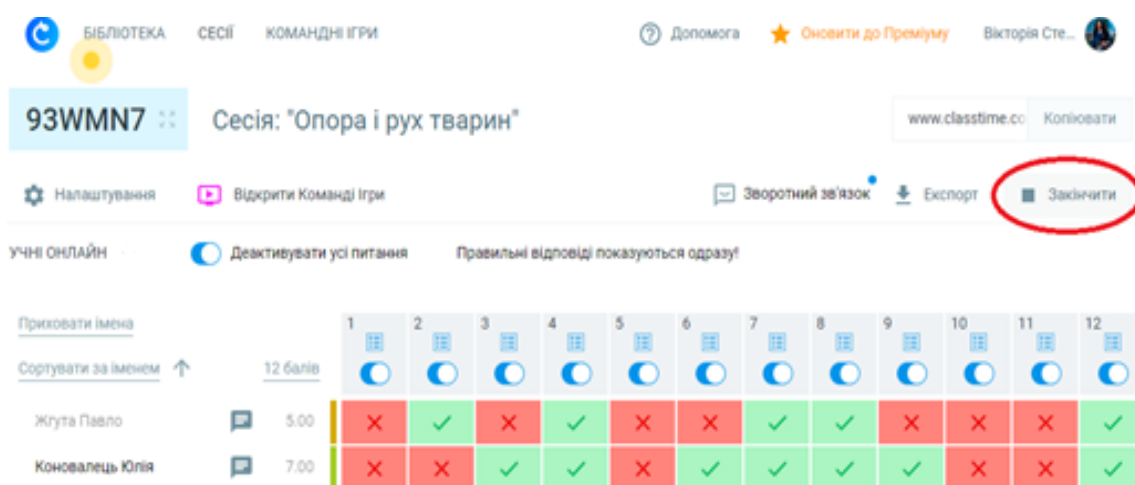 БІБЛІОТЕКА СЕСІЇ КОМАНДНІ ІГРИ Допомога Оновити до Преміуму Вікторія Сте...
93WMN7 Сесія: "Опора і рух тварин" www.classtime.co Копіювати
Налаштування Відкрити Команді Ігри Зворотний зв'язок Експорт Закінчити
УЧНІ ОНЛАЙН Деактивувати усі питання Правильні відповіді показуються одразу!
Приховати імена 1 2 3 4 5 6 7 8 9 10 11 12
Сортувати за іменем 12 балів
Жгута Павло 5.00
Коновалець Юлія 7.00